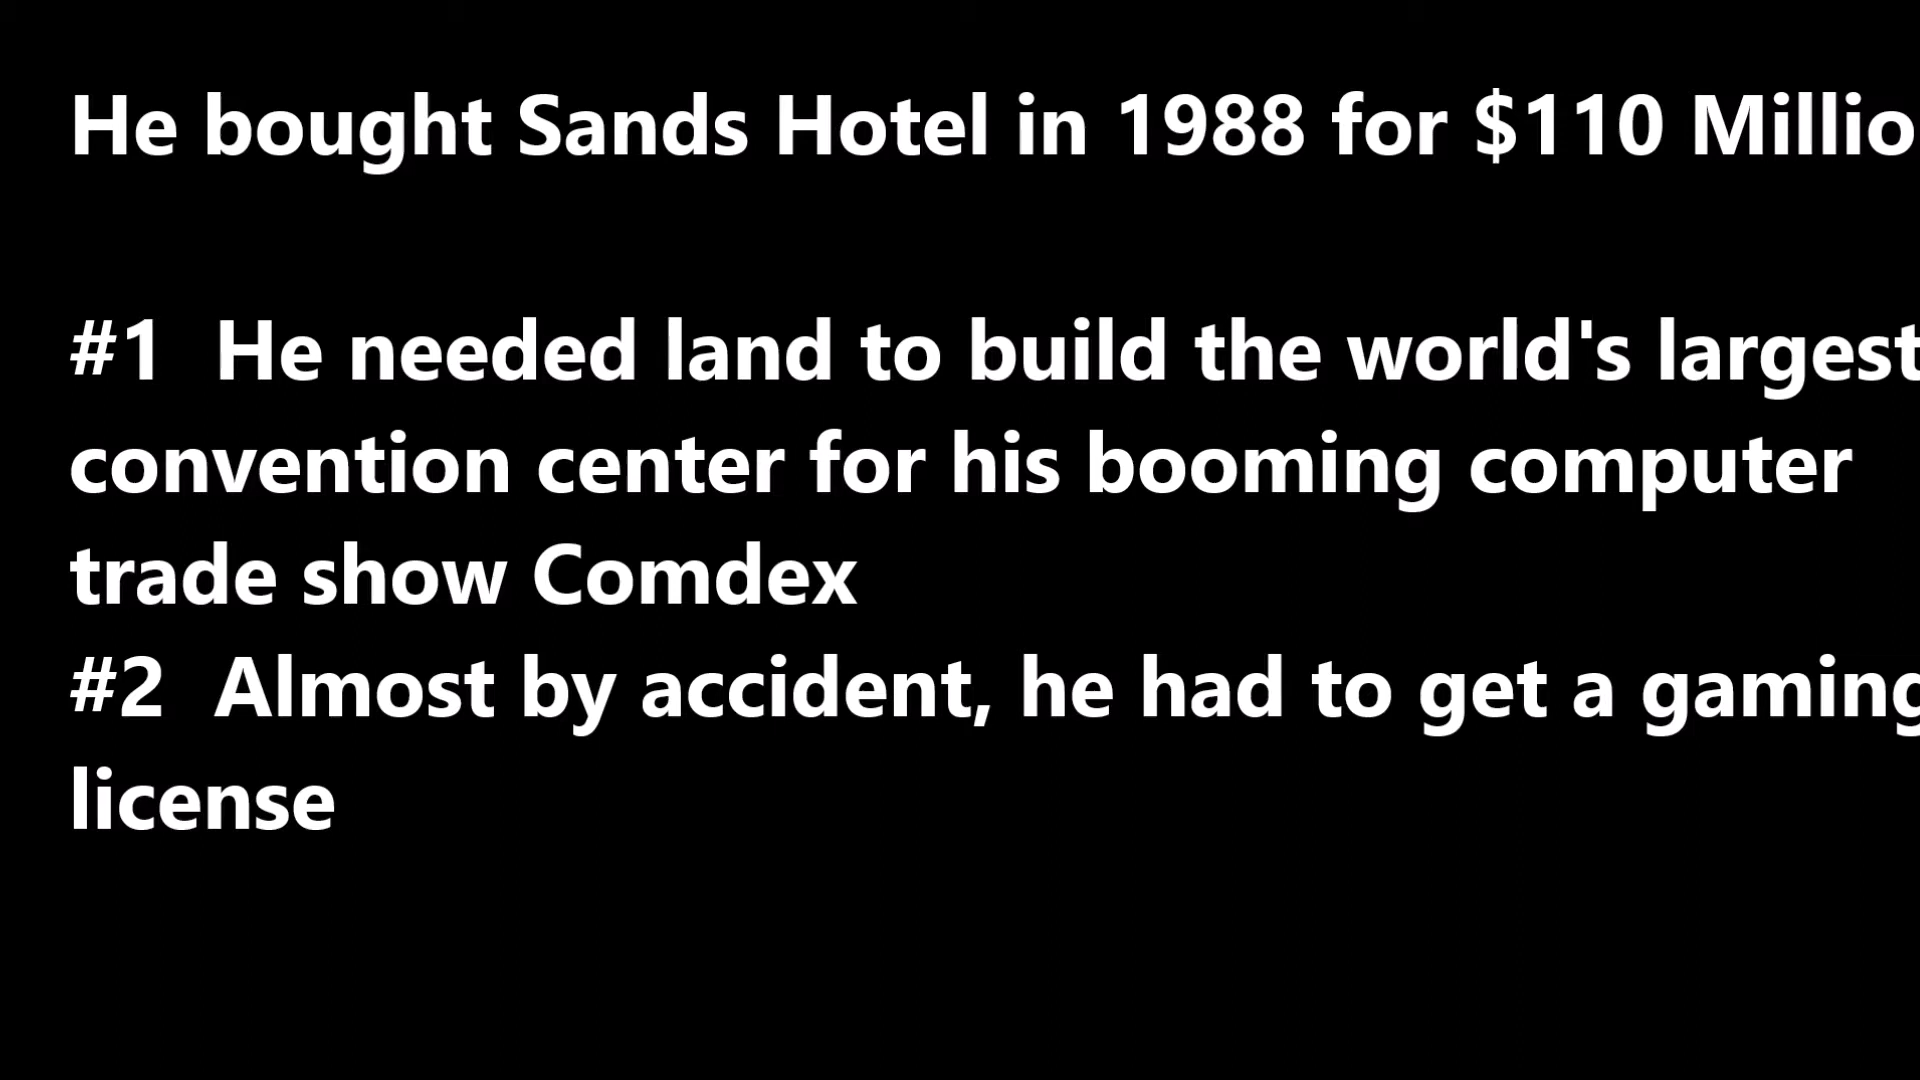 He bought Sands Hotel in 1988 for $110 Millio
#1 He needed land to build the world's largest
convention center for his booming computer
trade show Comdex
#2 Almost by accident, he had to get a gaming
license